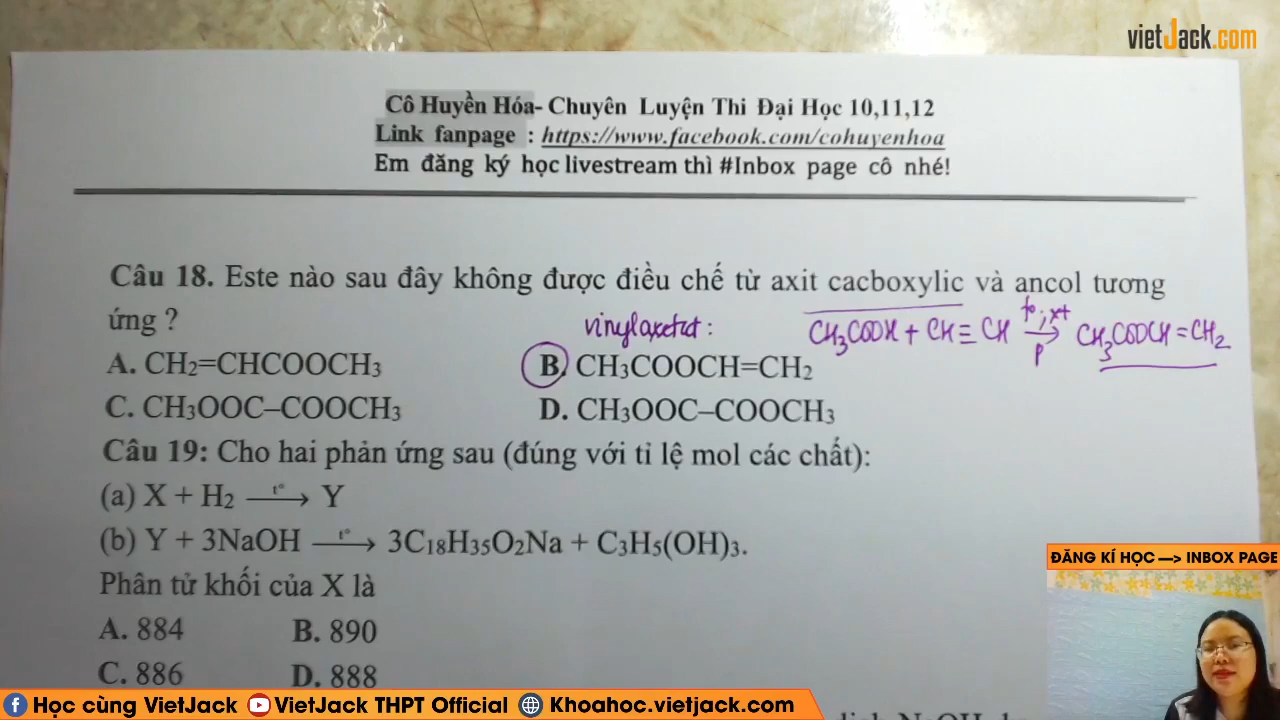 vietJack.com
Cô Huyền Hóa- Chuyên Luyện Thi Đại Học 10,11,12
Link fanpage : https://www.facebook.com/cohuyenhoa
Em đăng ký học livestream thì #Inbox page cô nhé!
Câu 18. Este nào sau đây không được điều chế từ axit cacboxylic và ancol tương
ứng ?
vinylaxetat : CH₃COOH + CH≡CH →(t°, xt, p) CH₃COOCH=CH₂
A. CH₂=CHCOOCH₃ B. CH₃COOCH=CH₂
C. CH₃OOC–COOCH₃ D. CH₃OOC–COOCH₃
Câu 19: Cho hai phản ứng sau (đúng với tỉ lệ mol các chất):
(a) X + H₂ →(t°) Y
(b) Y + 3NaOH →(t°) 3C₁₈H₃₅O₂Na + C₃H₅(OH)₃.
Phân tử khối của X là
A. 884 B. 890
C. 886 D. 888
ĐĂNG KÍ HỌC —> INBOX PAGE
Học cùng VietJack VietJack THPT Official Khoahoc.vietjack.com